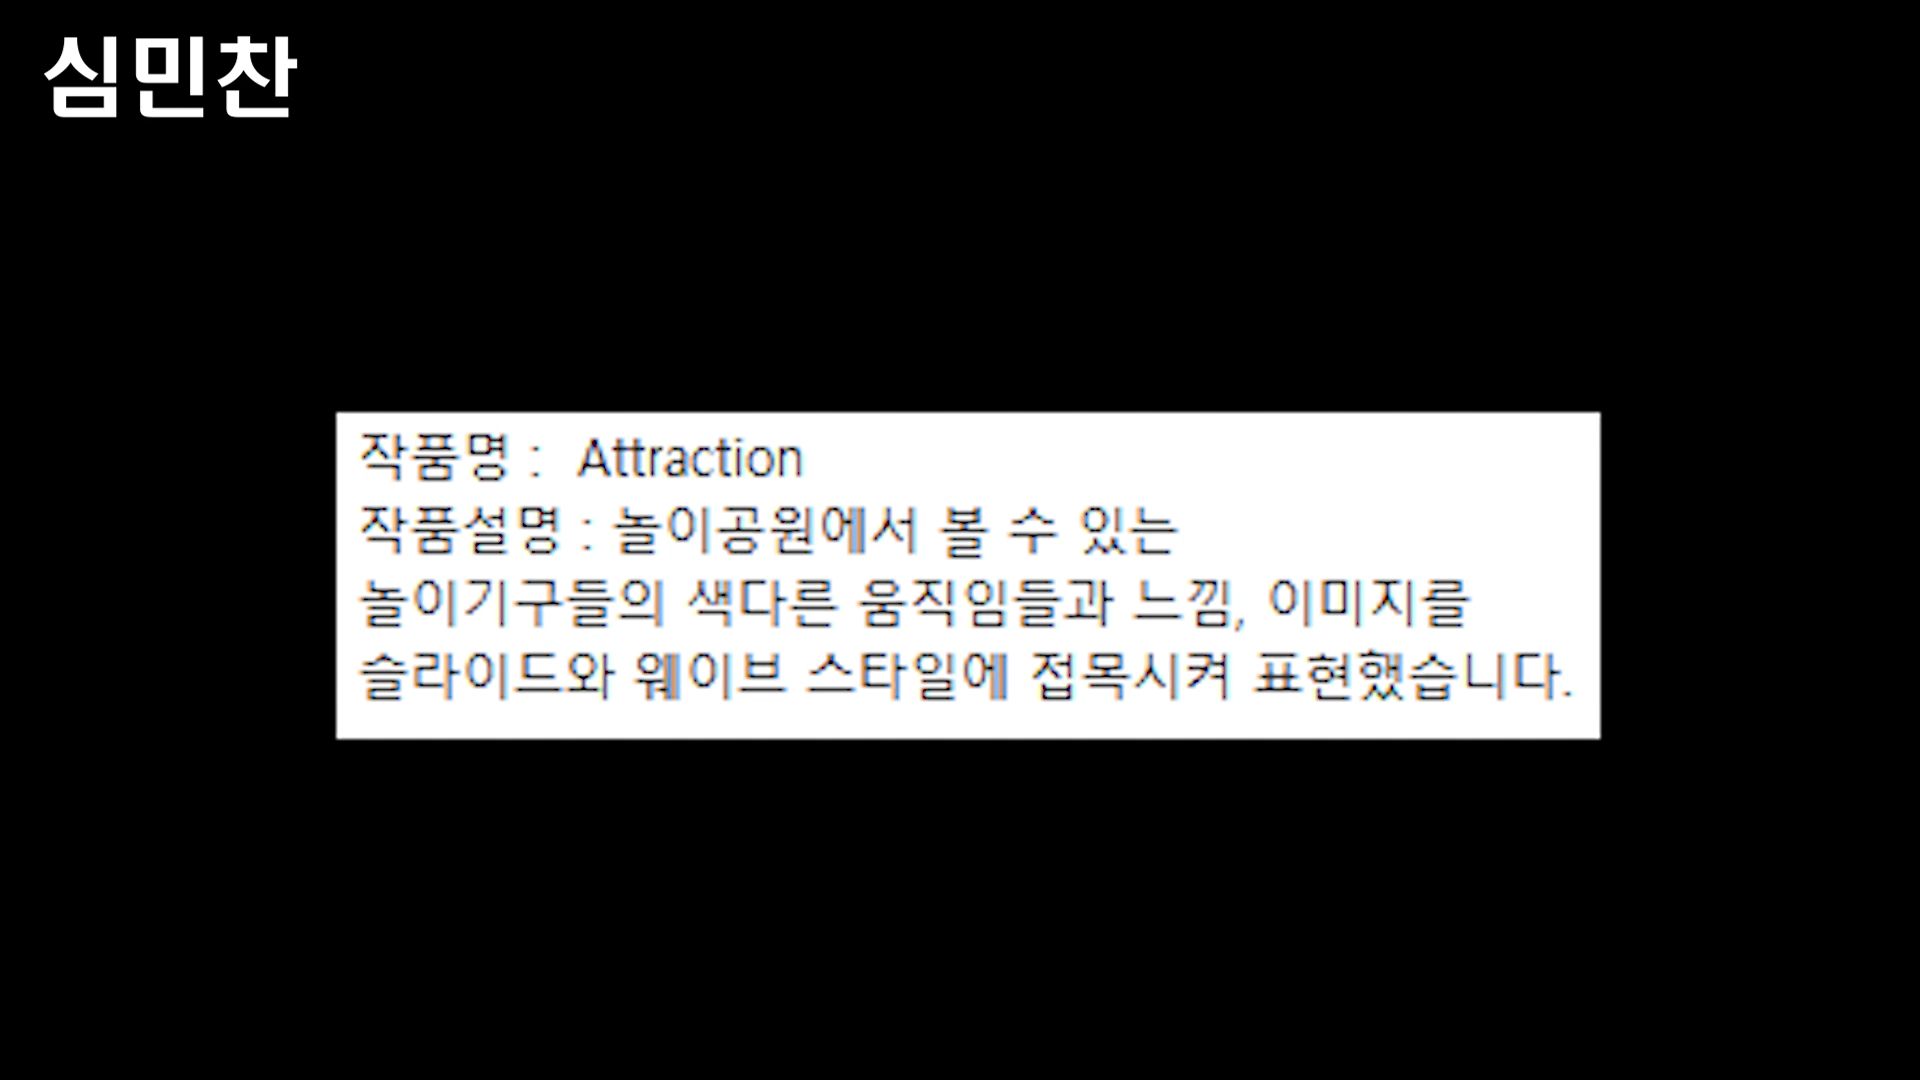 심민찬
작품명 :  Attraction
작품설명 : 놀이공원에서 볼 수 있는
놀이기구들의 색다른 움직임들과 느낌, 이미지를
슬라이드와 웨이브 스타일에 접목시켜 표현했습니다.